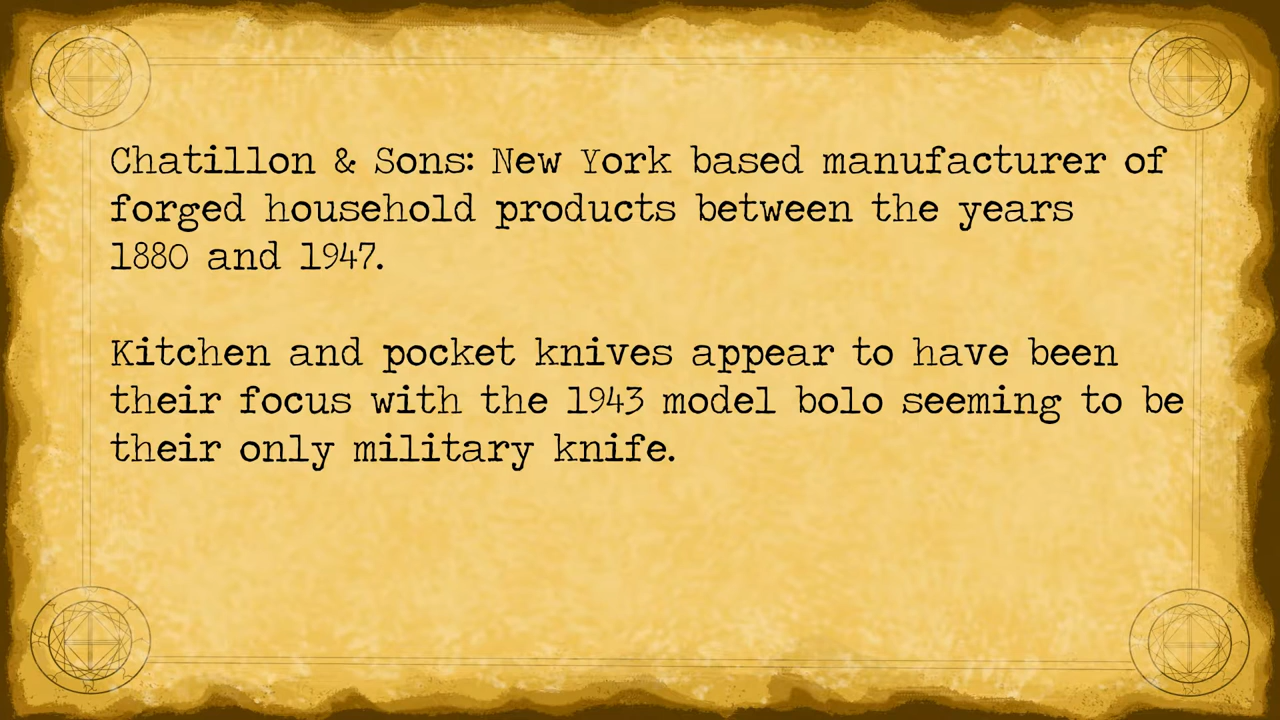 Chatillon & Sons: New York based manufacturer of
forged household products between the years
1880 and 1947.
Kitchen and pocket knives appear to have been
their focus with the 1943 model bolo seeming to be
their only military knife.